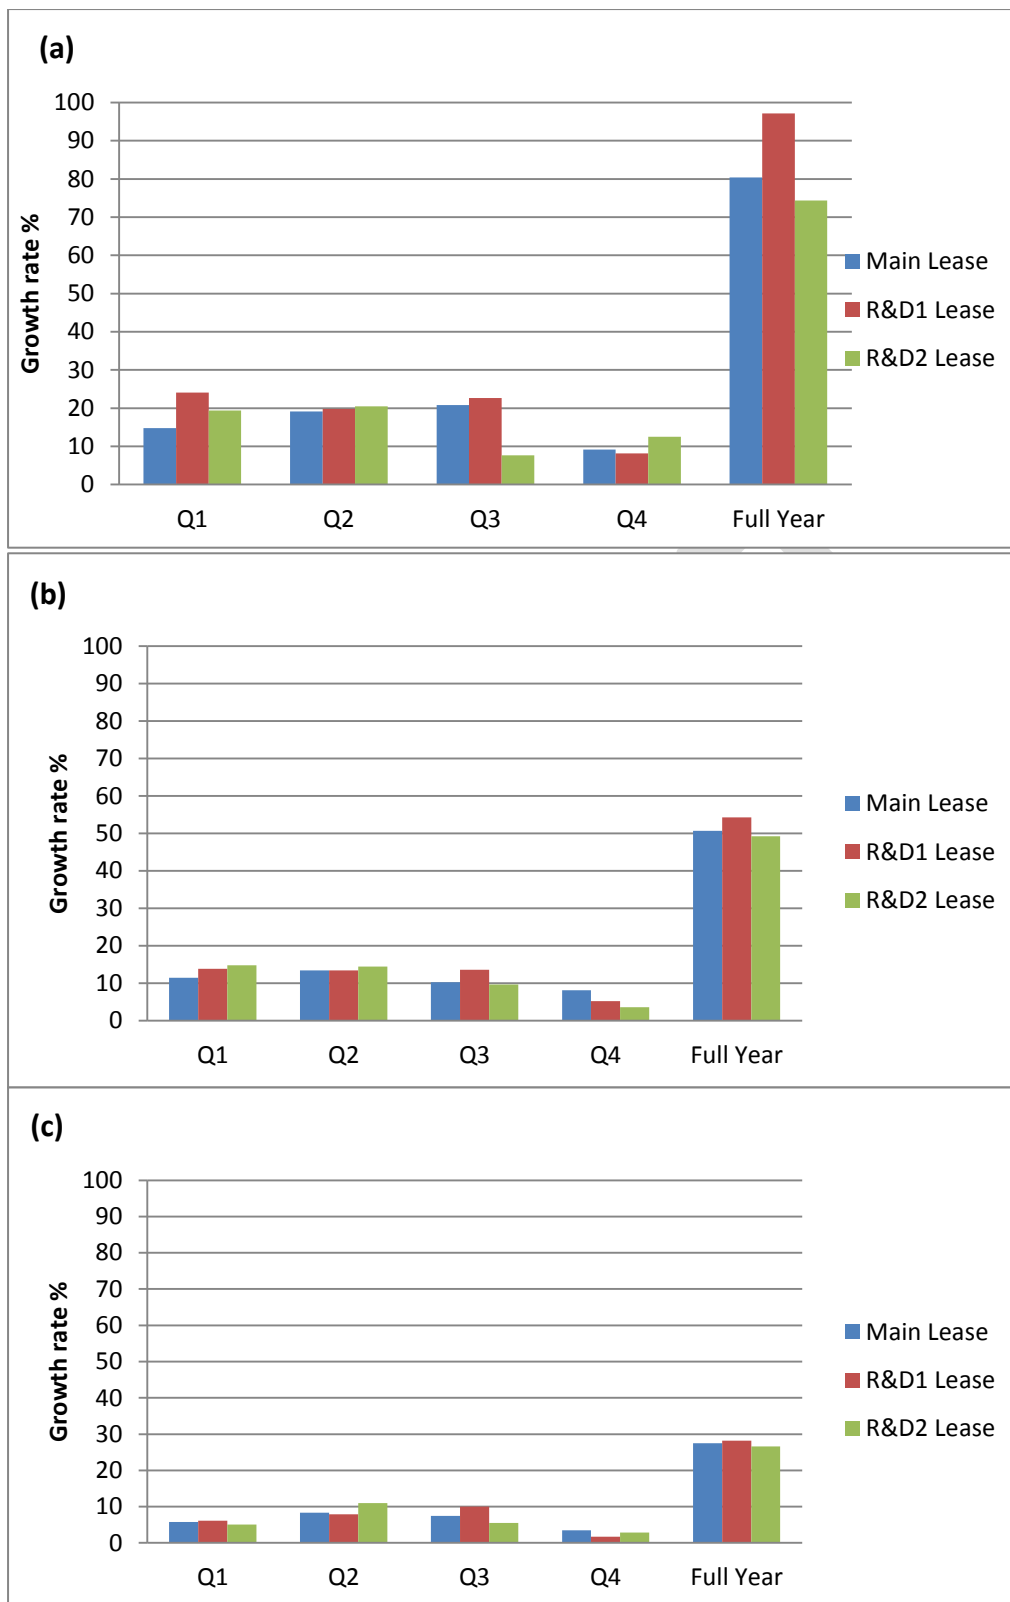 (a)
100
90
80
70
60
50
40
30
20
10
0
Growth rate %
Q1 Q2 Q3 Q4 Full Year
Main Lease
R&D1 Lease
R&D2 Lease
(b)
100
90
80
70
60
50
40
30
20
10
0
Growth rate %
Q1 Q2 Q3 Q4 Full Year
Main Lease
R&D1 Lease
R&D2 Lease
(c)
100
90
80
70
60
50
40
30
20
10
0
Growth rate %
Q1 Q2 Q3 Q4 Full Year
Main Lease
R&D1 Lease
R&D2 Lease